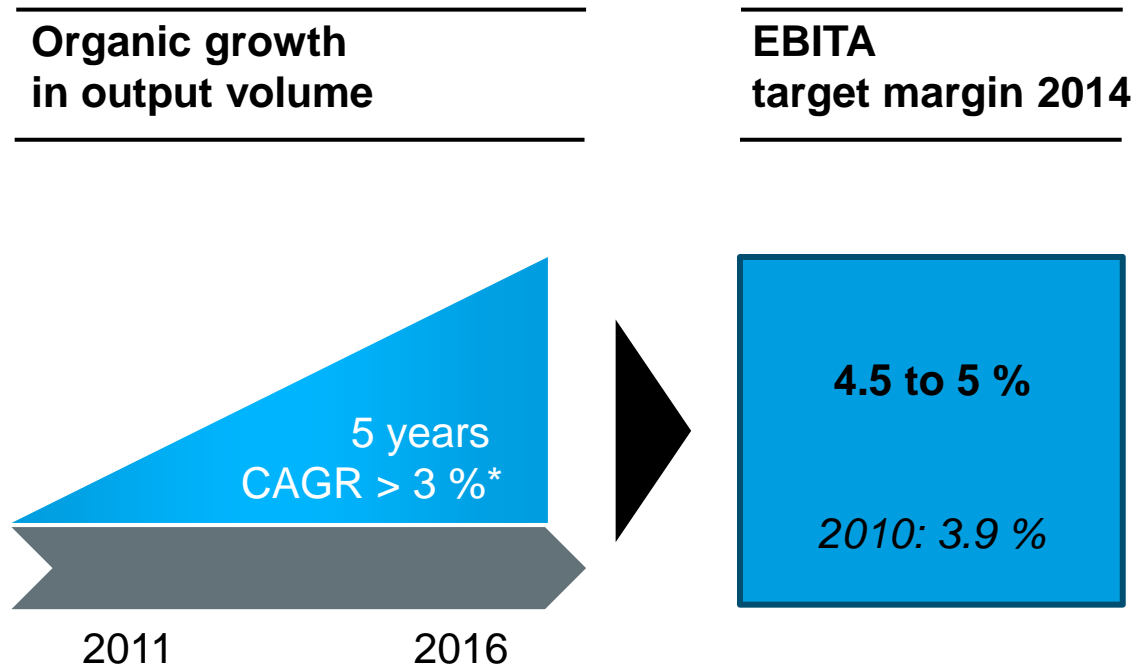 Organic growth
in output volume
EBITA
target margin 2014
5 years
CAGR > 3 %*
4.5 to 5 %
2010: 3.9 %
2011
2016